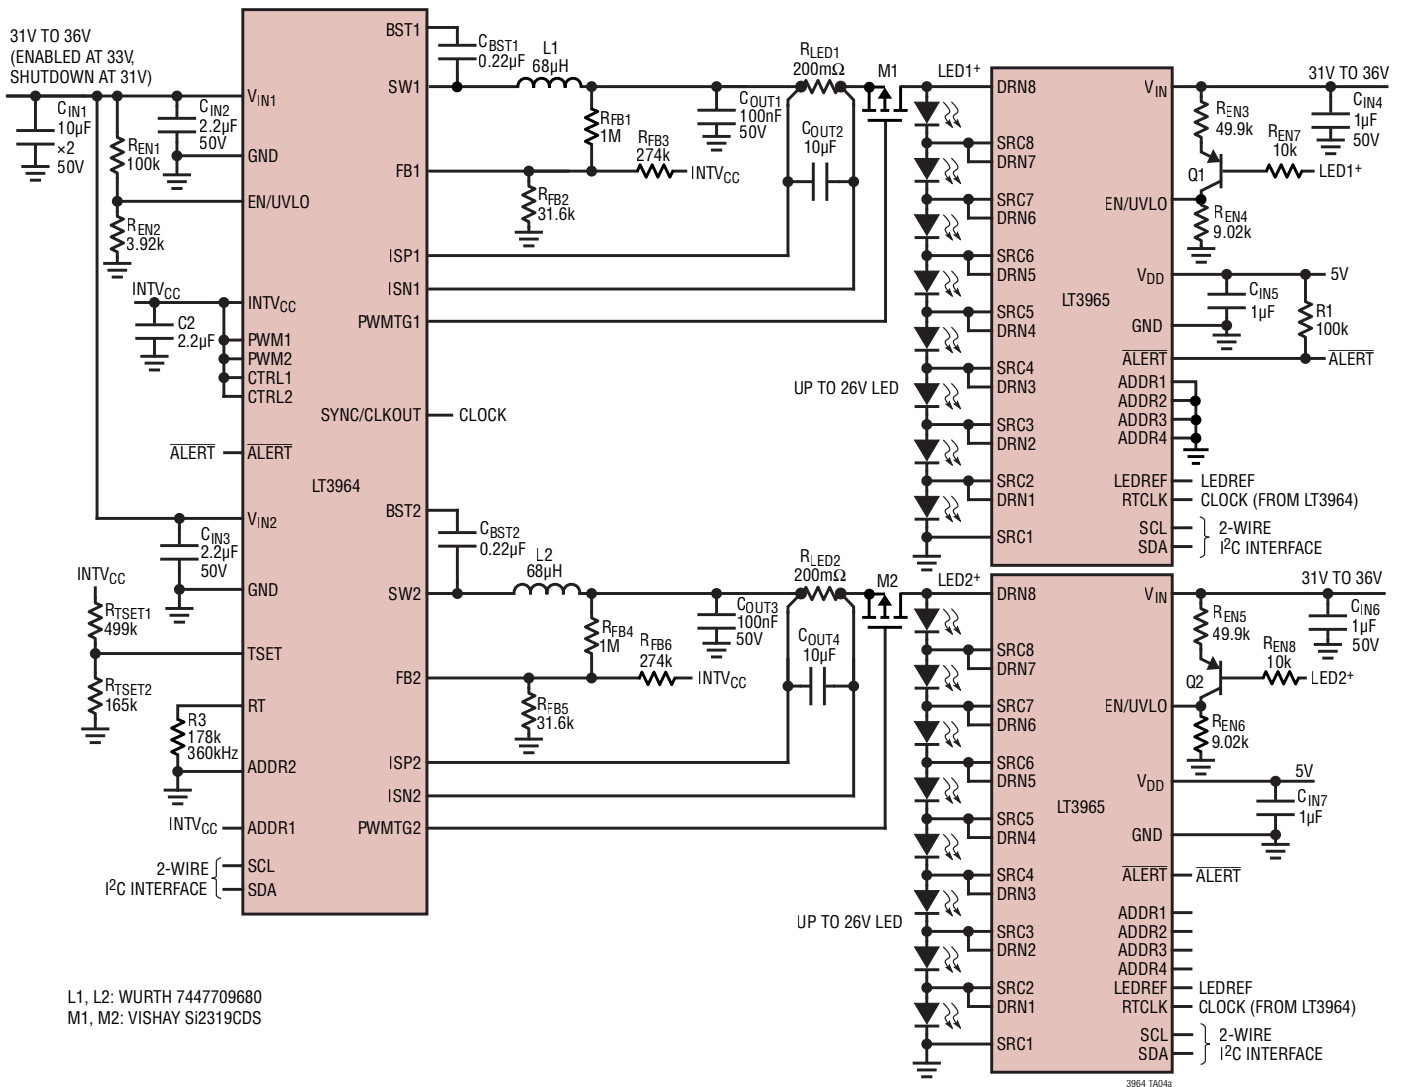 31V TO 36V
(ENABLED AT 33V,
SHUTDOWN AT 31V)
CIN1
10µF
×2
50V
REN1
100k
CIN2
2.2µF
50V
REN2
3.92k
INTVCC
C2
2.2µF
ALERT
CIN3
2.2µF
50V
INTVCC
RTSET1
499k
RTSET2
165k
R3
178k
360kHz
INTVCC
2-WIRE
I2C INTERFACE
VIN1
GND
EN/UVLO
INTVCC
PWM1
PWM2
CTRL1
CTRL2
ALERT
VIN2
GND
TSET
RT
ADDR2
ADDR1
SCL
SDA
LT3964
BST1
SW1
FB1
ISP1
ISN1
PWMTG1
SYNC/CLKOUT
CLOCK
BST2
SW2
FB2
ISP2
ISN2
PWMTG2
CBST1
0.22µF
L1
68µH
RFB1
1M
RFB3
274k
INTVCC
RFB2
31.6k
COUT1
100nF
50V
RLED1
200mΩ
COUT2
10µF
M1
LED1+
UP TO 26V LED
CBST2
0.22µF
L2
68µH
RFB4
1M
RFB6
274k
INTVCC
RFB5
31.6k
COUT3
100nF
50V
RLED2
200mΩ
COUT4
10µF
M2
LED2+
UP TO 26V LED
DRN8
SRC8
DRN7
SRC7
DRN6
SRC6
DRN5
SRC5
DRN4
SRC4
DRN3
SRC3
DRN2
SRC2
DRN1
SRC1
LT3965
VIN
EN/UVLO
VDD
GND
ALERT
ADDR1
ADDR2
ADDR3
ADDR4
LEDREF
RTCLK
SCL
SDA
31V TO 36V
REN3
49.9k
REN7
10k
CIN4
1µF
50V
Q1
LED1+
REN4
9.02k
5V
CIN5
1µF
R1
100k
ALERT
LEDREF
CLOCK (FROM LT3964)
2-WIRE
I2C INTERFACE
DRN8
SRC8
DRN7
SRC7
DRN6
SRC6
DRN5
SRC5
DRN4
SRC4
DRN3
SRC3
DRN2
SRC2
DRN1
SRC1
LT3965
VIN
EN/UVLO
VDD
GND
ALERT
ADDR1
ADDR2
ADDR3
ADDR4
LEDREF
RTCLK
SCL
SDA
31V TO 36V
REN5
49.9k
REN8
10k
CIN6
1µF
50V
Q2
LED2+
REN6
9.02k
5V
CIN7
1µF
ALERT
LEDREF
CLOCK (FROM LT3964)
2-WIRE
I2C INTERFACE
L1, L2: WURTH 7447709680
M1, M2: VISHAY Si2319CDS
3964 TA04a